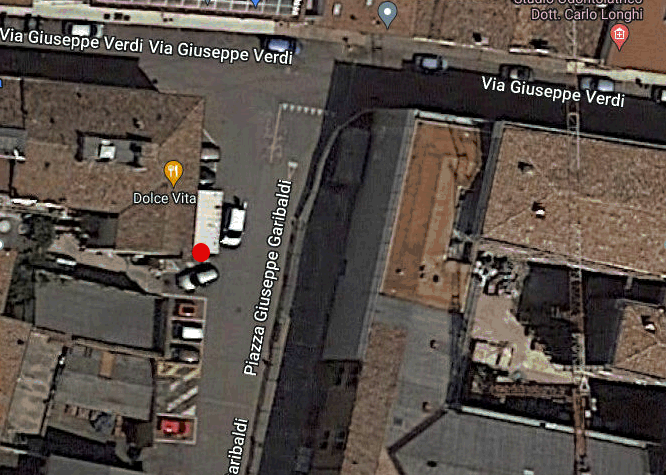 Studio Odontoiatrico
Dott. Carlo Longhi
Via Giuseppe Verdi Via Giuseppe Verdi
Via Giuseppe Verdi
Dolce Vita
Piazza Giuseppe Garibaldi
aribaldi